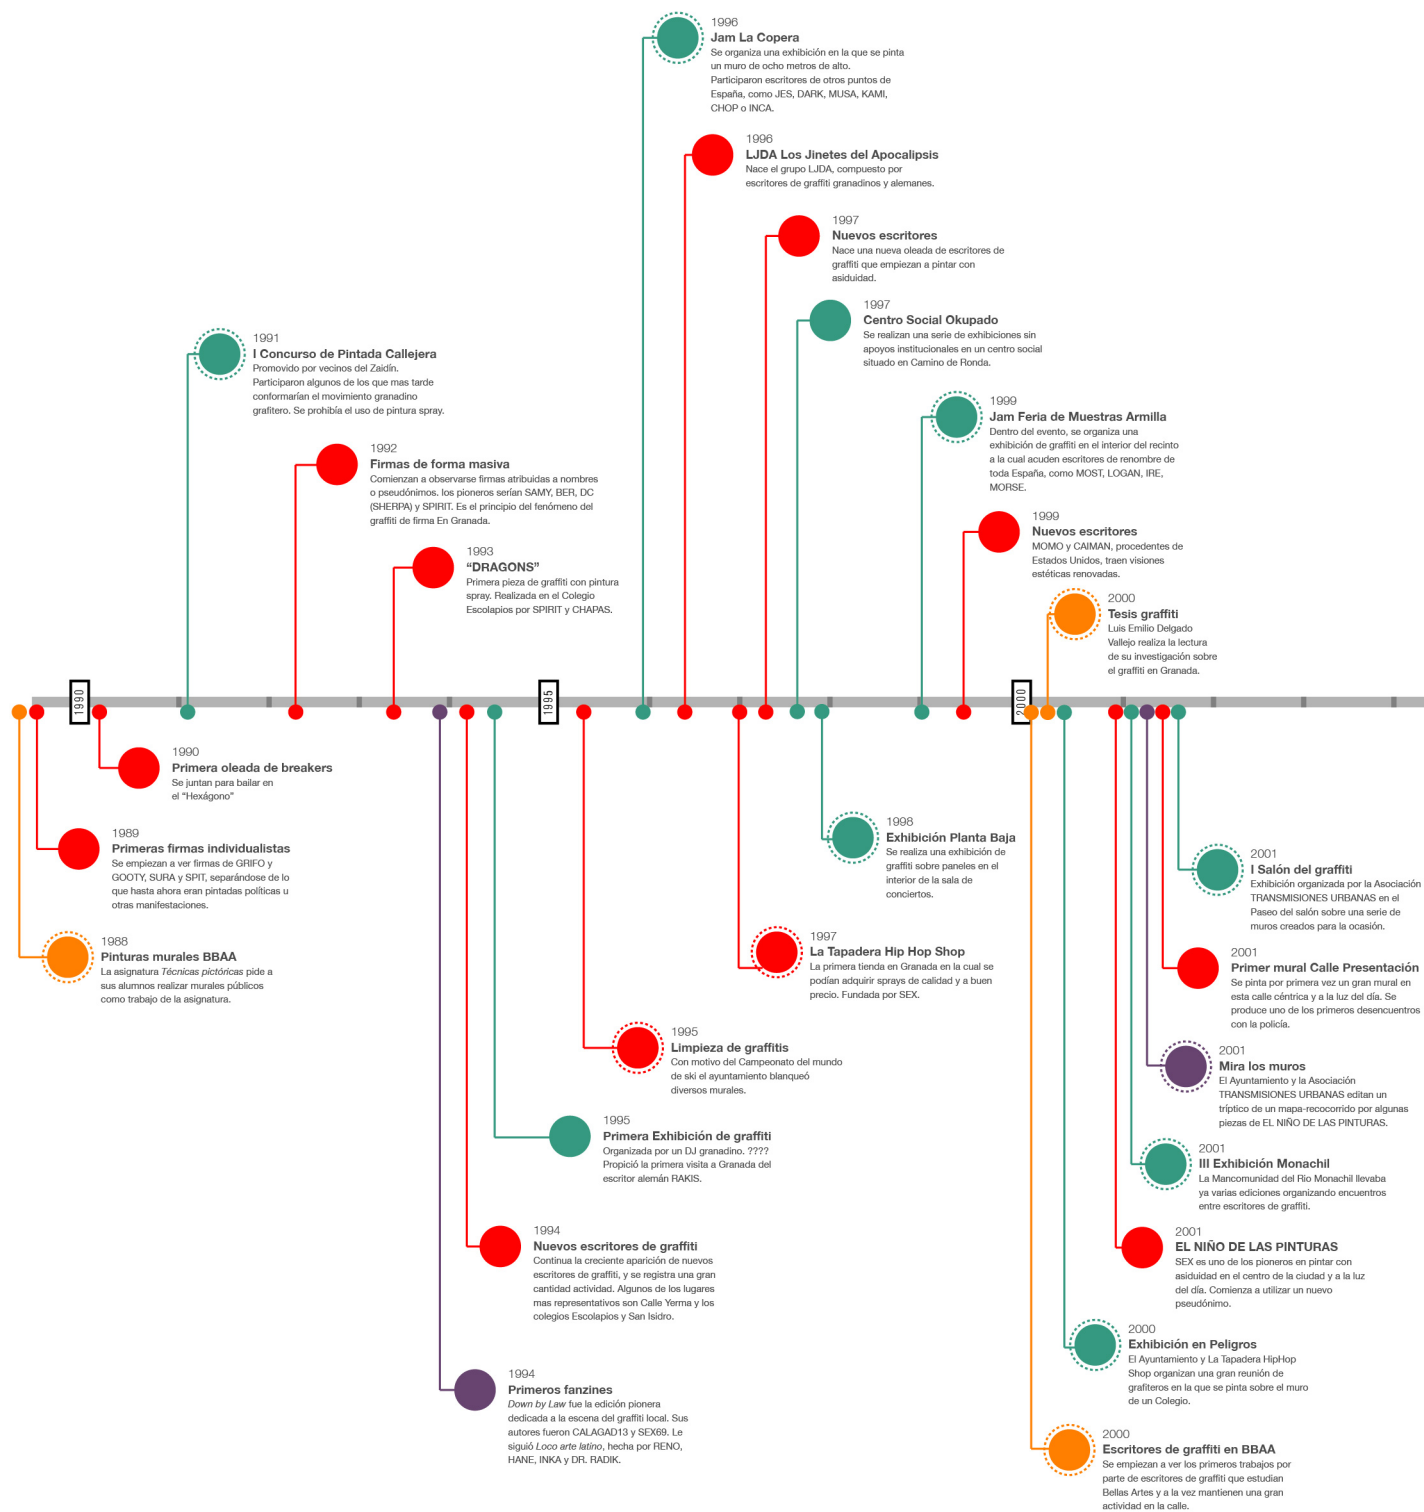 1996
Jam La Copera
Se organiza una exhibición en la que se pinta
un muro de ocho metros de alto.
Participaron escritores de otros puntos de
España, como JES, DARK, MUSA, KAMI,
CHOP o INCA.
1996
LJDA Los Jinetes del Apocalipsis
Nace el grupo LJDA, compuesto por
escritores de graffiti granadinos y alemanes.
1997
Nuevos escritores
Nace una nueva oleada de escritores de
graffiti que empiezan a pintar con
asiduidad.
1997
Centro Social Okupado
Se realizan una serie de exhibiciones sin
apoyos institucionales en un centro social
situado en Camino de Ronda.
1991
I Concurso de Pintada Callejera
Promovido por vecinos del Zaidín.
Participaron algunos de los que mas tarde
conformarían el movimiento granadino
grafitero. Se prohibía el uso de pintura spray.
1999
Jam Feria de Muestras Armilla
Dentro del evento, se organiza una
exhibición de graffiti en el interior del recinto
a la cual acuden escritores de renombre de
toda España, como MOST, LOGAN, IRE,
MORSE.
1992
Firmas de forma masiva
Comienzan a observarse firmas atribuidas a nombres
o pseudónimos. los pioneros serían SAMY, BER, DC
(SHERPA) y SPIRIT. Es el principio del fenómeno del
graffiti de firma En Granada.
1999
Nuevos escritores
MOMO y CAIMAN, procedentes de
Estados Unidos, traen visiones
estéticas renovadas.
1993
“DRAGONS”
Primera pieza de graffiti con pintura
spray. Realizada en el Colegio
Escolapios por SPIRIT y CHAPAS.
2000
Tesis graffiti
Luis Emilio Delgado
Vallejo realiza la lectura
de su investigación sobre
el graffiti en Granada.
1990
1995
2000
1990
Primera oleada de breakers
Se juntan para bailar en
el “Hexágono”
1989
Primeras firmas individualistas
Se empiezan a ver firmas de GRIFO y
GOOTY, SURA y SPIT, separándose de lo
que hasta ahora eran pintadas políticas u
otras manifestaciones.
1988
Pinturas murales BBAA
La asignatura Técnicas pictóricas pide a
sus alumnos realizar murales públicos
como trabajo de la asignatura.
1998
Exhibición Planta Baja
Se realiza una exhibición de
graffiti sobre paneles en el
interior de la sala de
conciertos.
1997
La Tapadera Hip Hop Shop
La primera tienda en Granada en la cual se
podían adquirir sprays de calidad y a buen
precio. Fundada por SEX.
1995
Limpieza de graffitis
Con motivo del Campeonato del mundo
de ski el ayuntamiento blanqueó
diversos murales.
1995
Primera Exhibición de graffiti
Organizada por un DJ granadino. ????
Propició la primera visita a Granada del
escritor alemán RAKIS.
1994
Nuevos escritores de graffiti
Continua la creciente aparición de nuevos
escritores de graffiti, y se registra una gran
cantidad actividad. Algunos de los lugares
mas representativos son Calle Yerma y los
colegios Escolapios y San Isidro.
1994
Primeros fanzines
Down by Law fue la edición pionera
dedicada a la escena del graffiti local. Sus
autores fueron CALAGAD13 y SEX69. Le
siguió Loco arte latino, hecha por RENO,
HANE, INKA y DR. RADIK.
2001
I Salón del graffiti
Exhibición organizada por la Asociación
TRANSMISIONES URBANAS en el
Paseo del salón sobre una serie de
muros creados para la ocasión.
2001
Primer mural Calle Presentación
Se pinta por primera vez un gran mural en
esta calle céntrica y a la luz del día. Se
produce uno de los primeros desencuentros
con la policía.
2001
Mira los muros
El Ayuntamiento y la Asociación
TRANSMISIONES URBANAS editan un
tríptico de un mapa-recocorrido por algunas
piezas de EL NIÑO DE LAS PINTURAS.
2001
III Exhibición Monachil
La Mancomunidad del Rio Monachil llevaba
ya varias ediciones organizando encuentros
entre escritores de graffiti.
2001
EL NIÑO DE LAS PINTURAS
SEX es uno de los pioneros en pintar con
asiduidad en el centro de la ciudad y a la luz
del día. Comienza a utilizar un nuevo
pseudónimo.
2000
Exhibición en Peligros
El Ayuntamiento y La Tapadera HipHop
Shop organizan una gran reunión de
grafiteros en la que se pinta sobre el muro
de un Colegio.
2000
Escritores de graffiti en BBAA
Se empiezan a ver los primeros trabajos por
parte de escritores de graffiti que estudian
Bellas Artes y a la vez mantienen una gran
actividad en la calle.